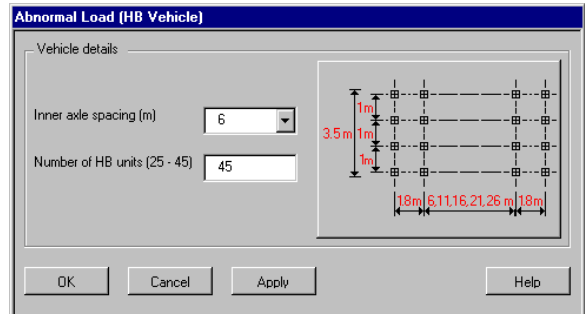 Abnormal Load (HB Vehicle)
Vehicle details
Inner axle spacing (m)
6
Number of HB units (25 - 45)
45
1m
3.5 m 1m
1m
1.8m 6,11,16,21,26 m 1.8m
OK Cancel Apply Help